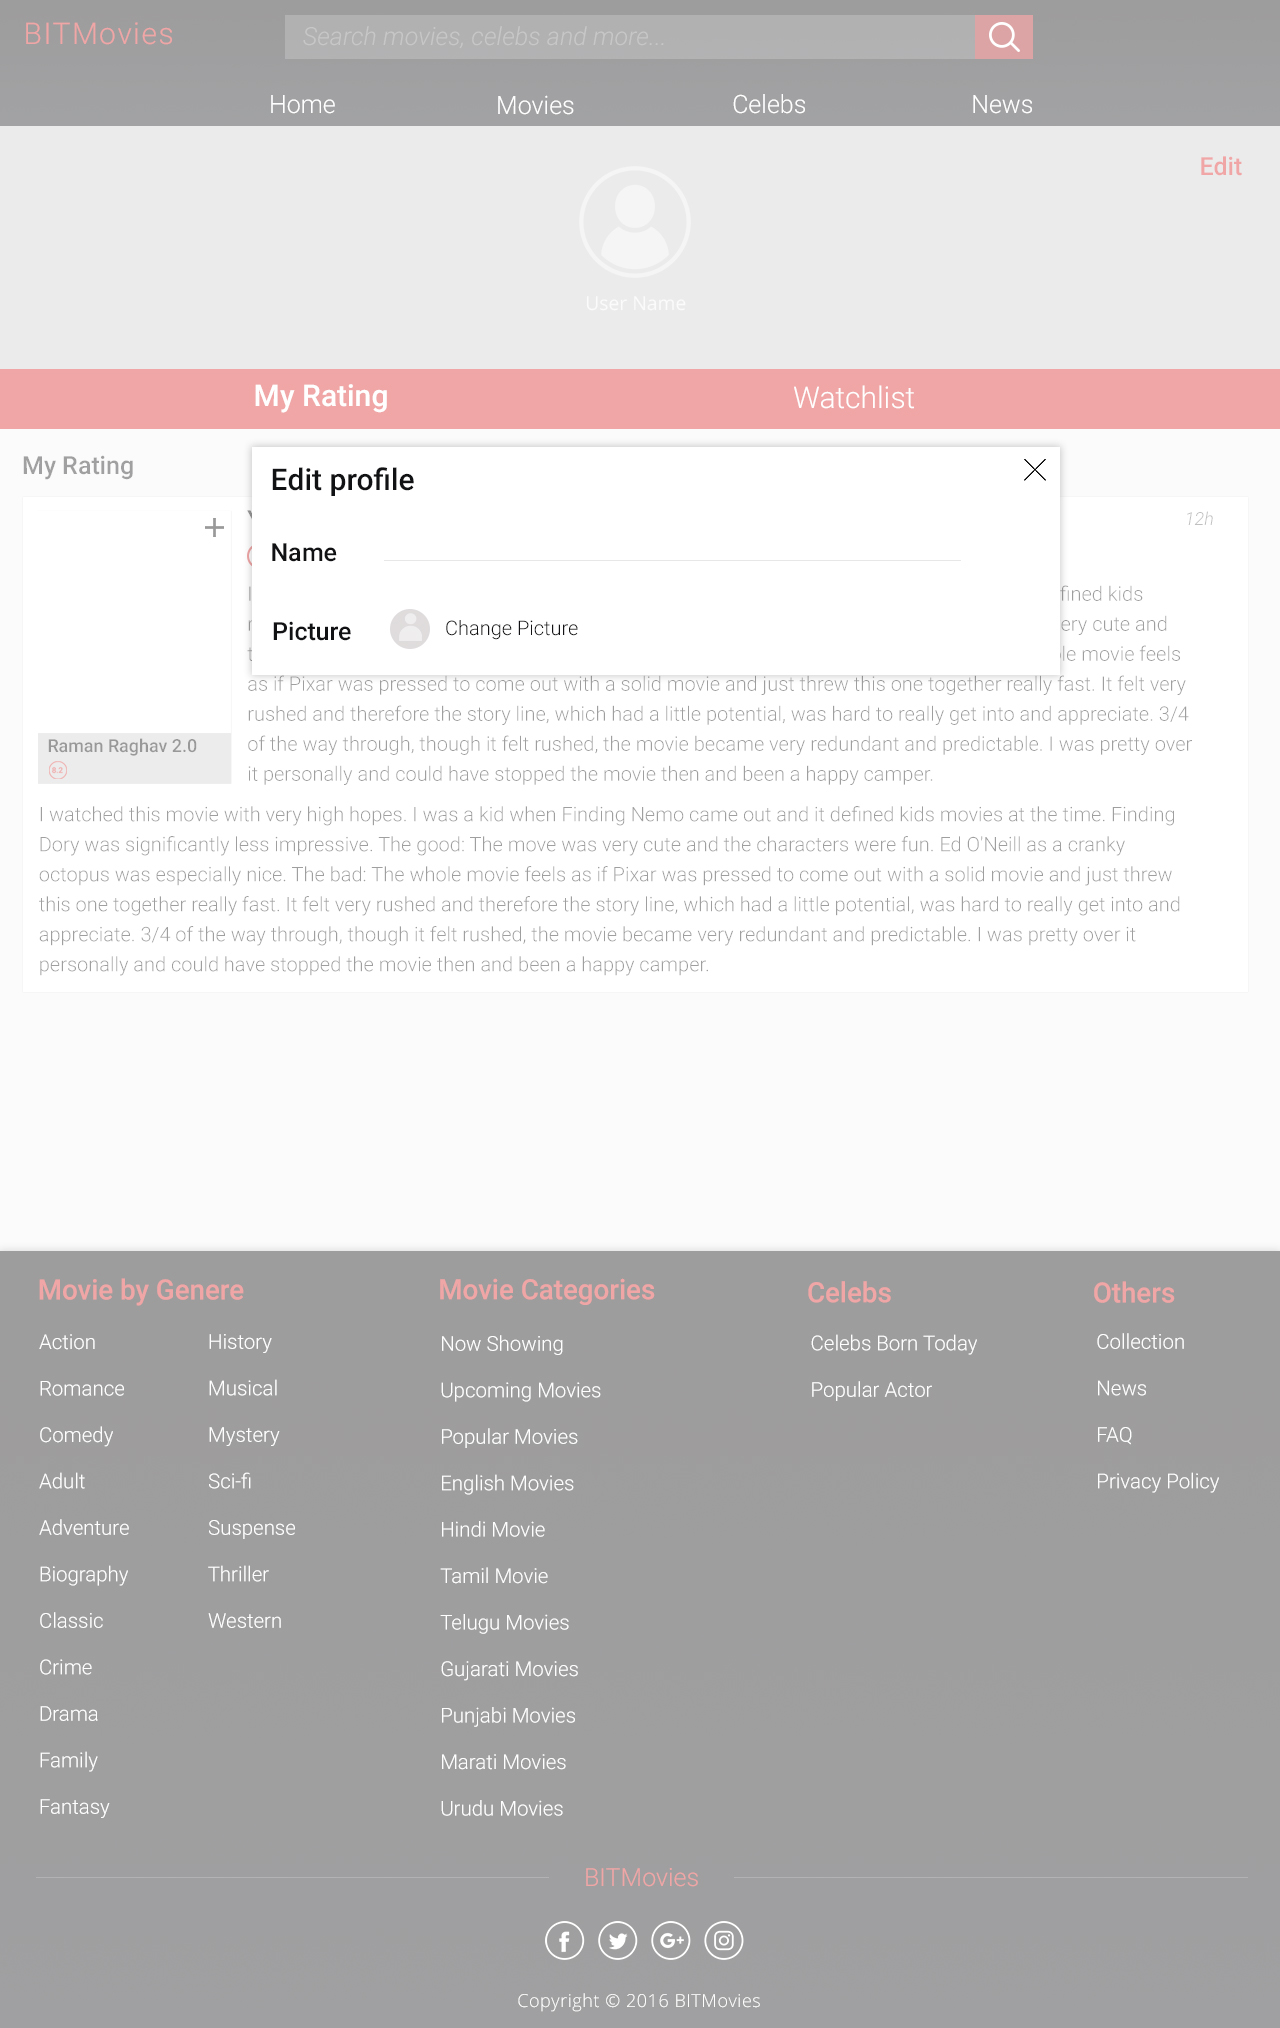 BITMovies
Search movies, celebs and more...
Home
Movies
Celebs
News
Edit
User Name
My Rating
Watchlist
My Rating
Edit profile
12h
Name
Picture
Change Picture
fined kids
ery cute and
le movie feels
as if Pixar was pressed to come out with a solid movie and just threw this one together really fast. It felt very
rushed and therefore the story line, which had a little potential, was hard to really get into and appreciate. 3/4
of the way through, though it felt rushed, the movie became very redundant and predictable. I was pretty over
it personally and could have stopped the movie then and been a happy camper.
Raman Raghav 2.0
8.2
I watched this movie with very high hopes. I was a kid when Finding Nemo came out and it defined kids movies at the time. Finding
Dory was significantly less impressive. The good: The move was very cute and the characters were fun. Ed O'Neill as a cranky
octopus was especially nice. The bad: The whole movie feels as if Pixar was pressed to come out with a solid movie and just threw
this one together really fast. It felt very rushed and therefore the story line, which had a little potential, was hard to really get into and
appreciate. 3/4 of the way through, though it felt rushed, the movie became very redundant and predictable. I was pretty over it
personally and could have stopped the movie then and been a happy camper.
Movie by Genere
Action
Romance
Comedy
Adult
Adventure
Biography
Classic
Crime
Drama
Family
Fantasy
History
Musical
Mystery
Sci-fi
Suspense
Thriller
Western
Movie Categories
Now Showing
Upcoming Movies
Popular Movies
English Movies
Hindi Movie
Tamil Movie
Telugu Movies
Gujarati Movies
Punjabi Movies
Marati Movies
Urudu Movies
Celebs
Celebs Born Today
Popular Actor
Others
Collection
News
FAQ
Privacy Policy
BITMovies
Copyright © 2016 BITMovies